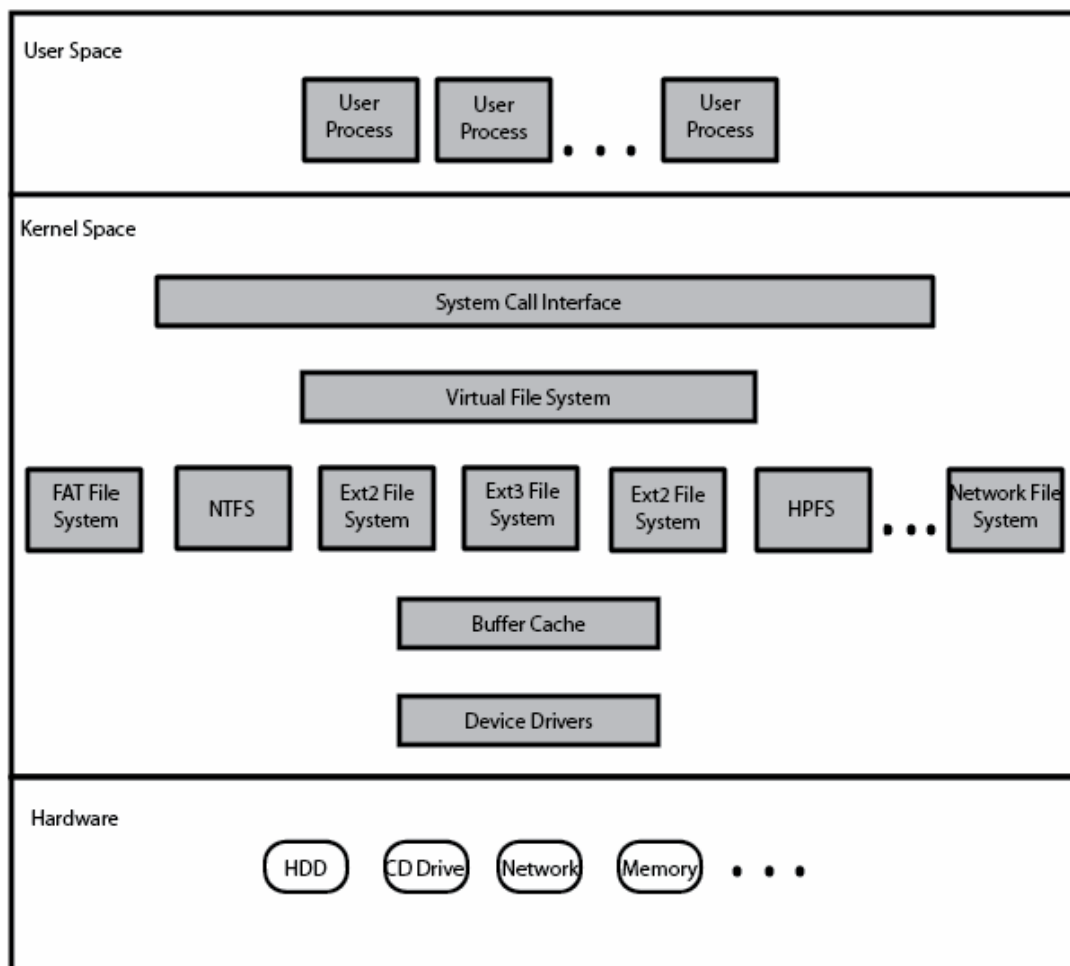 User Space
User
Process
User
Process
User
Process
Kernel Space
System Call Interface
Virtual File System
FAT File
System
NTFS
Ext2 File
System
Ext3 File
System
Ext2 File
System
HPFS
Network File
System
Buffer Cache
Device Drivers
Hardware
HDD
CD Drive
Network
Memory